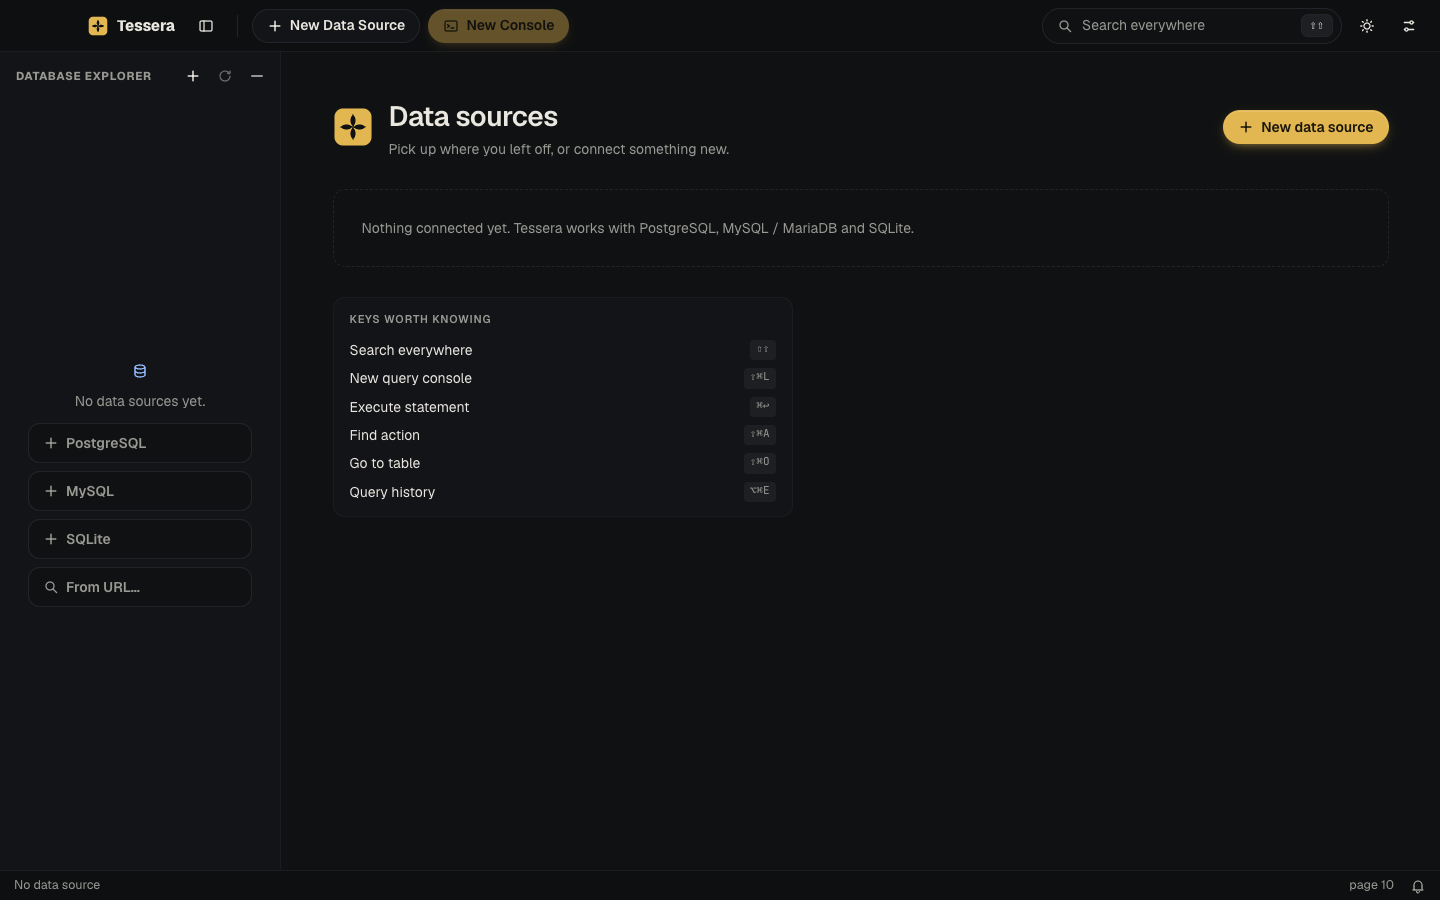 Tessera
New Data Source
New Console
Search everywhere
⇧⇧
DATABASE EXPLORER
Data sources
Pick up where you left off, or connect something new.
New data source
Nothing connected yet. Tessera works with PostgreSQL, MySQL / MariaDB and SQLite.
KEYS WORTH KNOWING
Search everywhere ⇧⇧
New query console ⇧⌘L
Execute statement ⌘↩
Find action ⇧⌘A
Go to table ⇧⌘O
Query history ⌥⌘E
No data sources yet.
PostgreSQL
MySQL
SQLite
From URL…
No data source
page 10